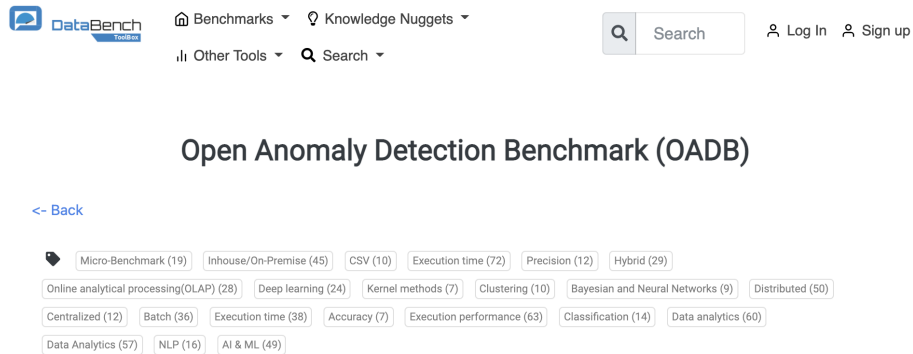 DataBench
ToolBox
Benchmarks
Knowledge Nuggets
Other Tools
Search
Search
Log In
Sign up
Open Anomaly Detection Benchmark (OADB)
<- Back
Micro-Benchmark (19) Inhouse/On-Premise (45) CSV (10) Execution time (72) Precision (12) Hybrid (29)
Online analytical processing(OLAP) (28) Deep learning (24) Kernel methods (7) Clustering (10) Bayesian and Neural Networks (9) Distributed (50)
Centralized (12) Batch (36) Execution time (38) Accuracy (7) Execution performance (63) Classification (14) Data analytics (60)
Data Analytics (57) NLP (16) AI & ML (49)